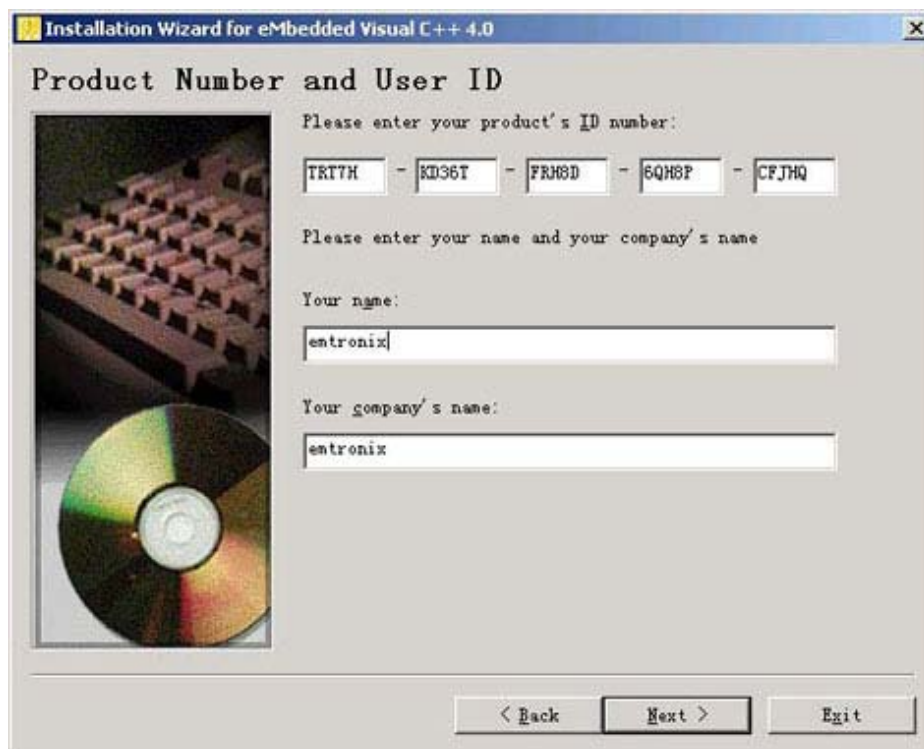 Installation Wizard for eMbedded Visual C++ 4.0
Product Number and User ID
Please enter your product's ID number:
TRT7H - KD36T - FRH8D - 6QH8P - CFJHQ
Please enter your name and your company's name
Your name:
emtronix
Your company's name:
emtronix
< Back Next > Exit